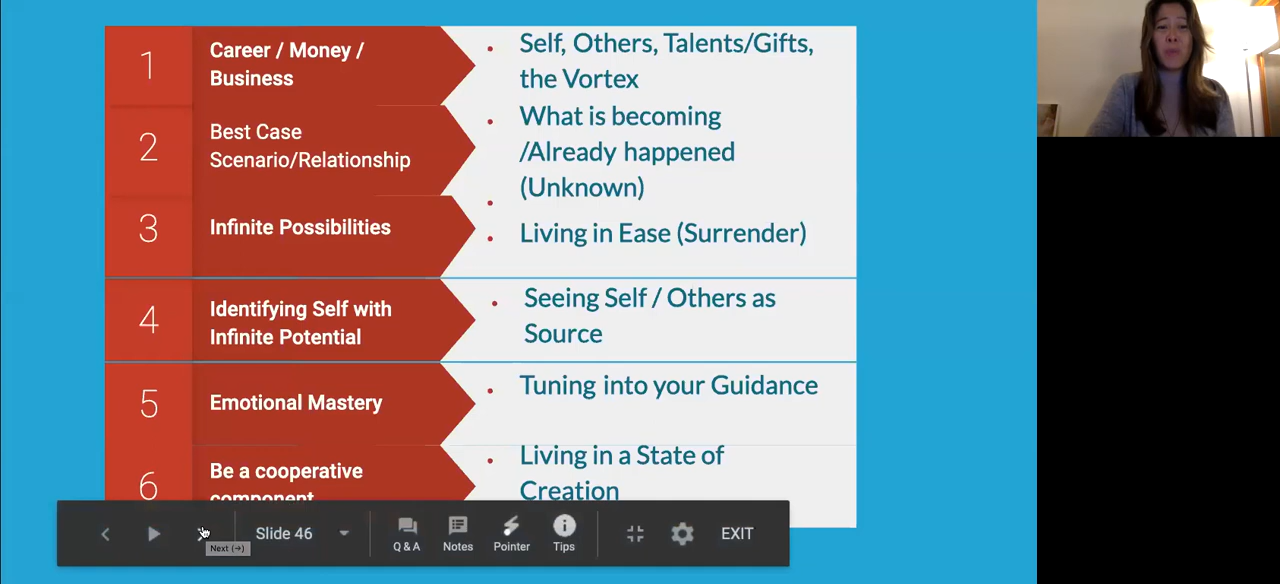 1
Career / Money /
Business
Self, Others, Talents/Gifts,
the Vortex
2
Best Case
Scenario/Relationship
What is becoming
/Already happened
(Unknown)
3
Infinite Possibilities
Living in Ease (Surrender)
4
Identifying Self with
Infinite Potential
Seeing Self / Others as
Source
5
Emotional Mastery
Tuning into your Guidance
6
Be a cooperative
component
Living in a State of
Creation
Slide 46
Q & A
Notes
Pointer
Tips
EXIT
Next (→)